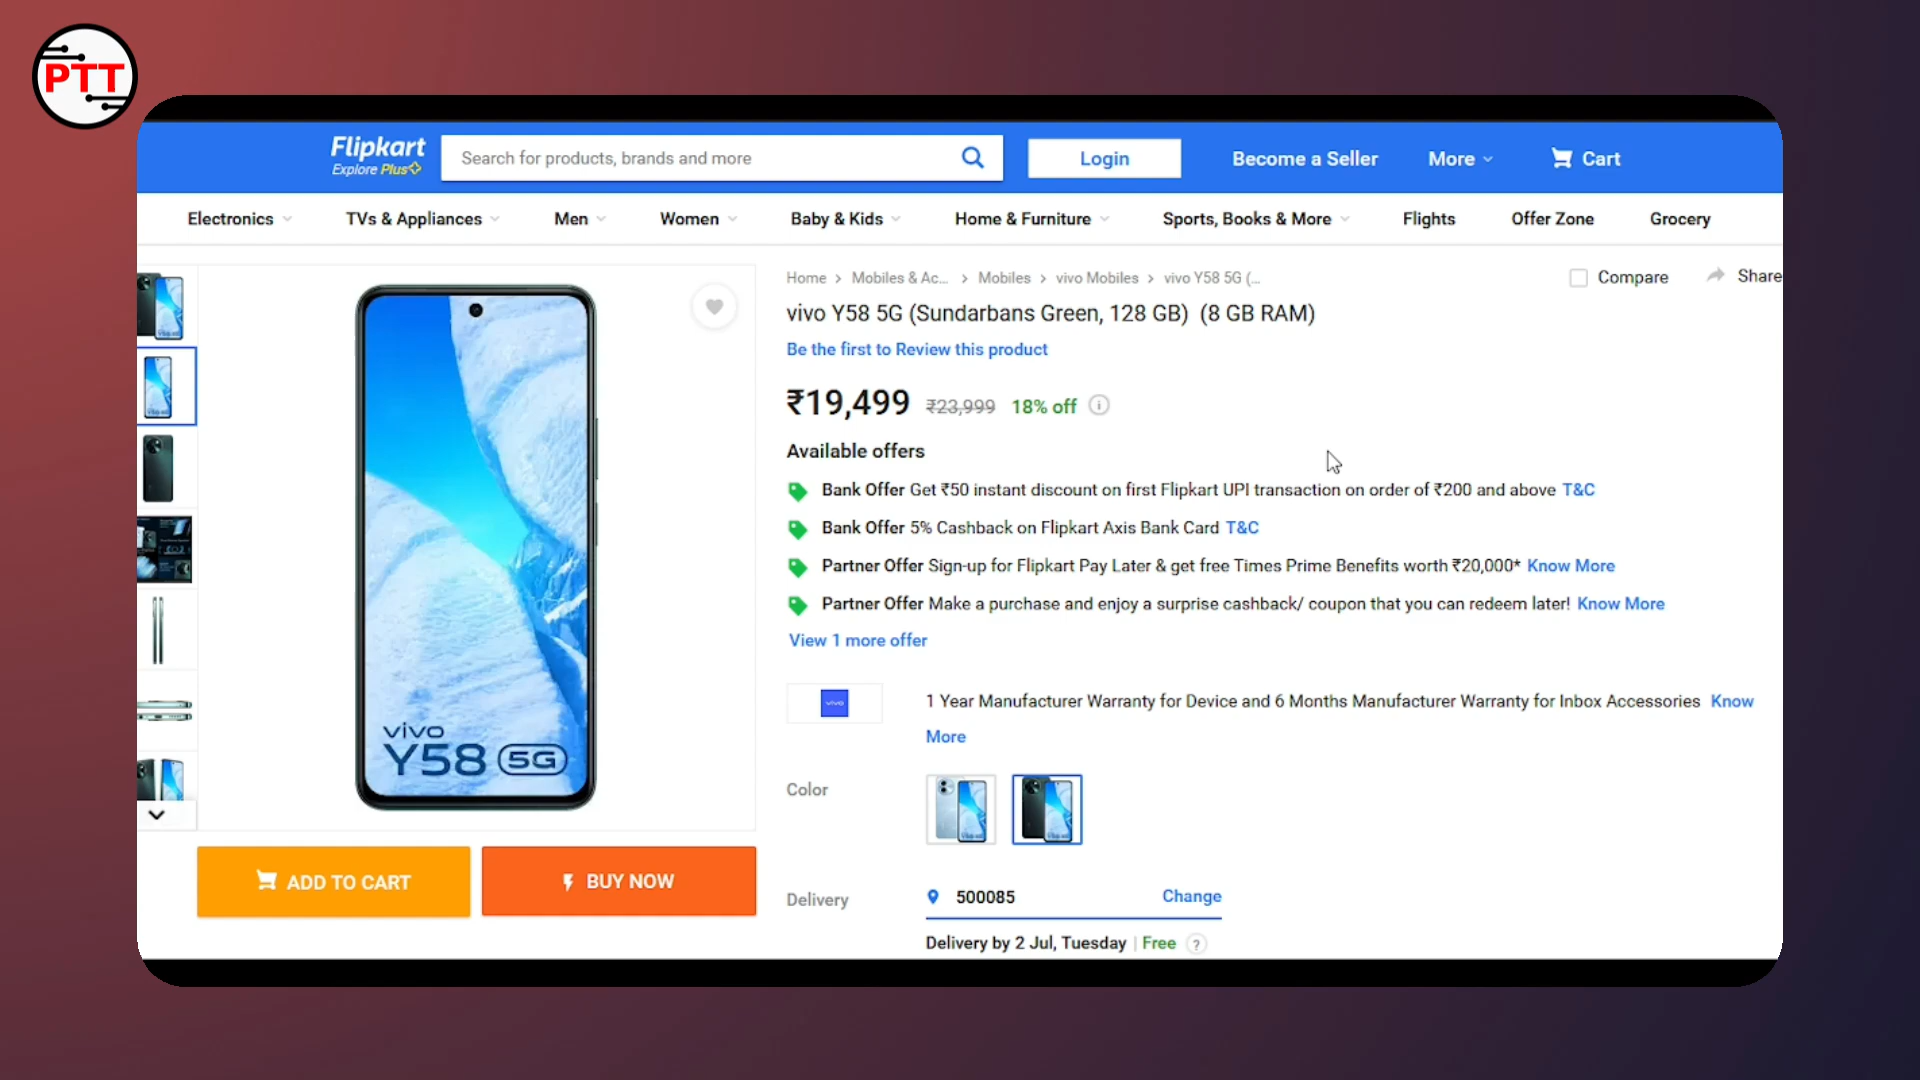 PTT
Flipkart
Explore Plus
Search for products, brands and more
Login
Become a Seller
More
Cart
Electronics
TVs & Appliances
Men
Women
Baby & Kids
Home & Furniture
Sports, Books & More
Flights
Offer Zone
Grocery
Home > Mobiles & Ac... > Mobiles > vivo Mobiles > vivo Y58 5G (...
Compare
Share
vivo Y58 5G (Sundarbans Green, 128 GB) (8 GB RAM)
Be the first to Review this product
₹19,499 ₹23,999 18% off
Available offers
Bank Offer Get ₹50 instant discount on first Flipkart UPI transaction on order of ₹200 and above T&C
Bank Offer 5% Cashback on Flipkart Axis Bank Card T&C
Partner Offer Sign-up for Flipkart Pay Later & get free Times Prime Benefits worth ₹20,000* Know More
Partner Offer Make a purchase and enjoy a surprise cashback/ coupon that you can redeem later! Know More
View 1 more offer
vivo
1 Year Manufacturer Warranty for Device and 6 Months Manufacturer Warranty for Inbox Accessories Know
More
vivo
Y58 5G
Color
ADD TO CART
BUY NOW
Delivery
500085
Change
Delivery by 2 Jul, Tuesday | Free ?